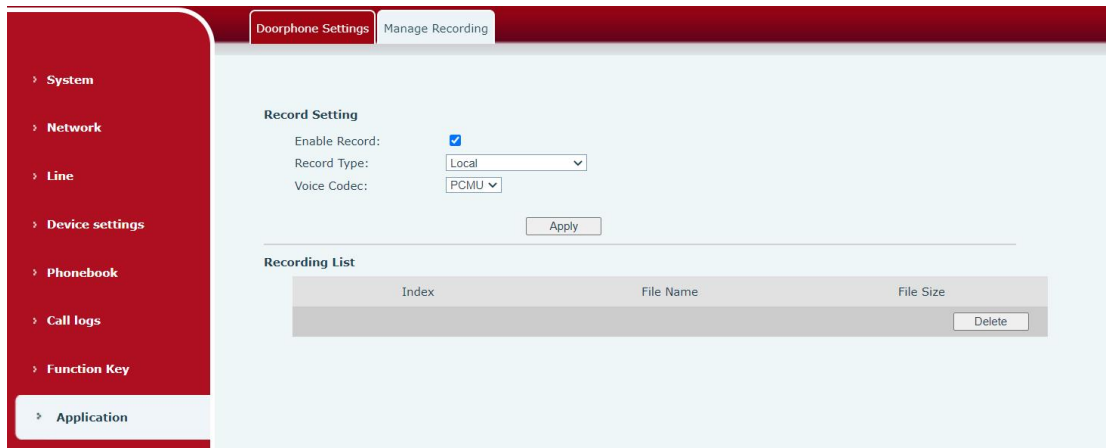 Doorphone Settings Manage Recording
System
Network
Line
Device settings
Phonebook
Call logs
Function Key
Application
Record Setting
Enable Record:
Record Type: Local
Voice Codec: PCMU
Apply
Recording List
Index File Name File Size
Delete